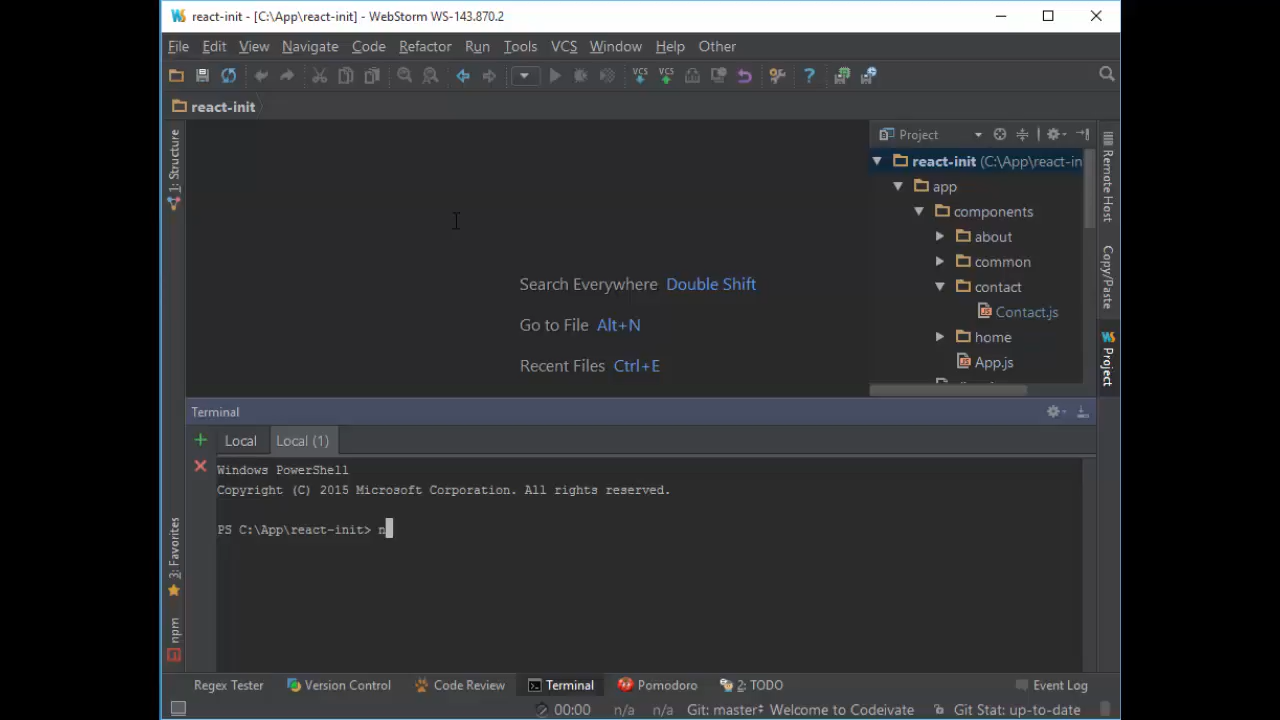 react-init - [C:\App\react-init] - WebStorm WS-143.870.2
File Edit View Navigate Code Refactor Run Tools VCS Window Help Other
VCS VCS
react-init
1: Structure
Project
react-init (C:\App\react-in
app
components
about
common
contact
Contact.js
home
App.js
Remote Host
Copy/Paste
Project
Search Everywhere Double Shift
Go to File Alt+N
Recent Files Ctrl+E
Terminal
Local Local (1)
Windows PowerShell
Copyright (C) 2015 Microsoft Corporation. All rights reserved.
PS C:\App\react-init> n
3: Favorites
npm
Regex Tester Version Control Code Review Terminal Pomodoro 2: TODO Event Log
00:00 n/a n/a Git: master Welcome to Codeivate Git Stat: up-to-date